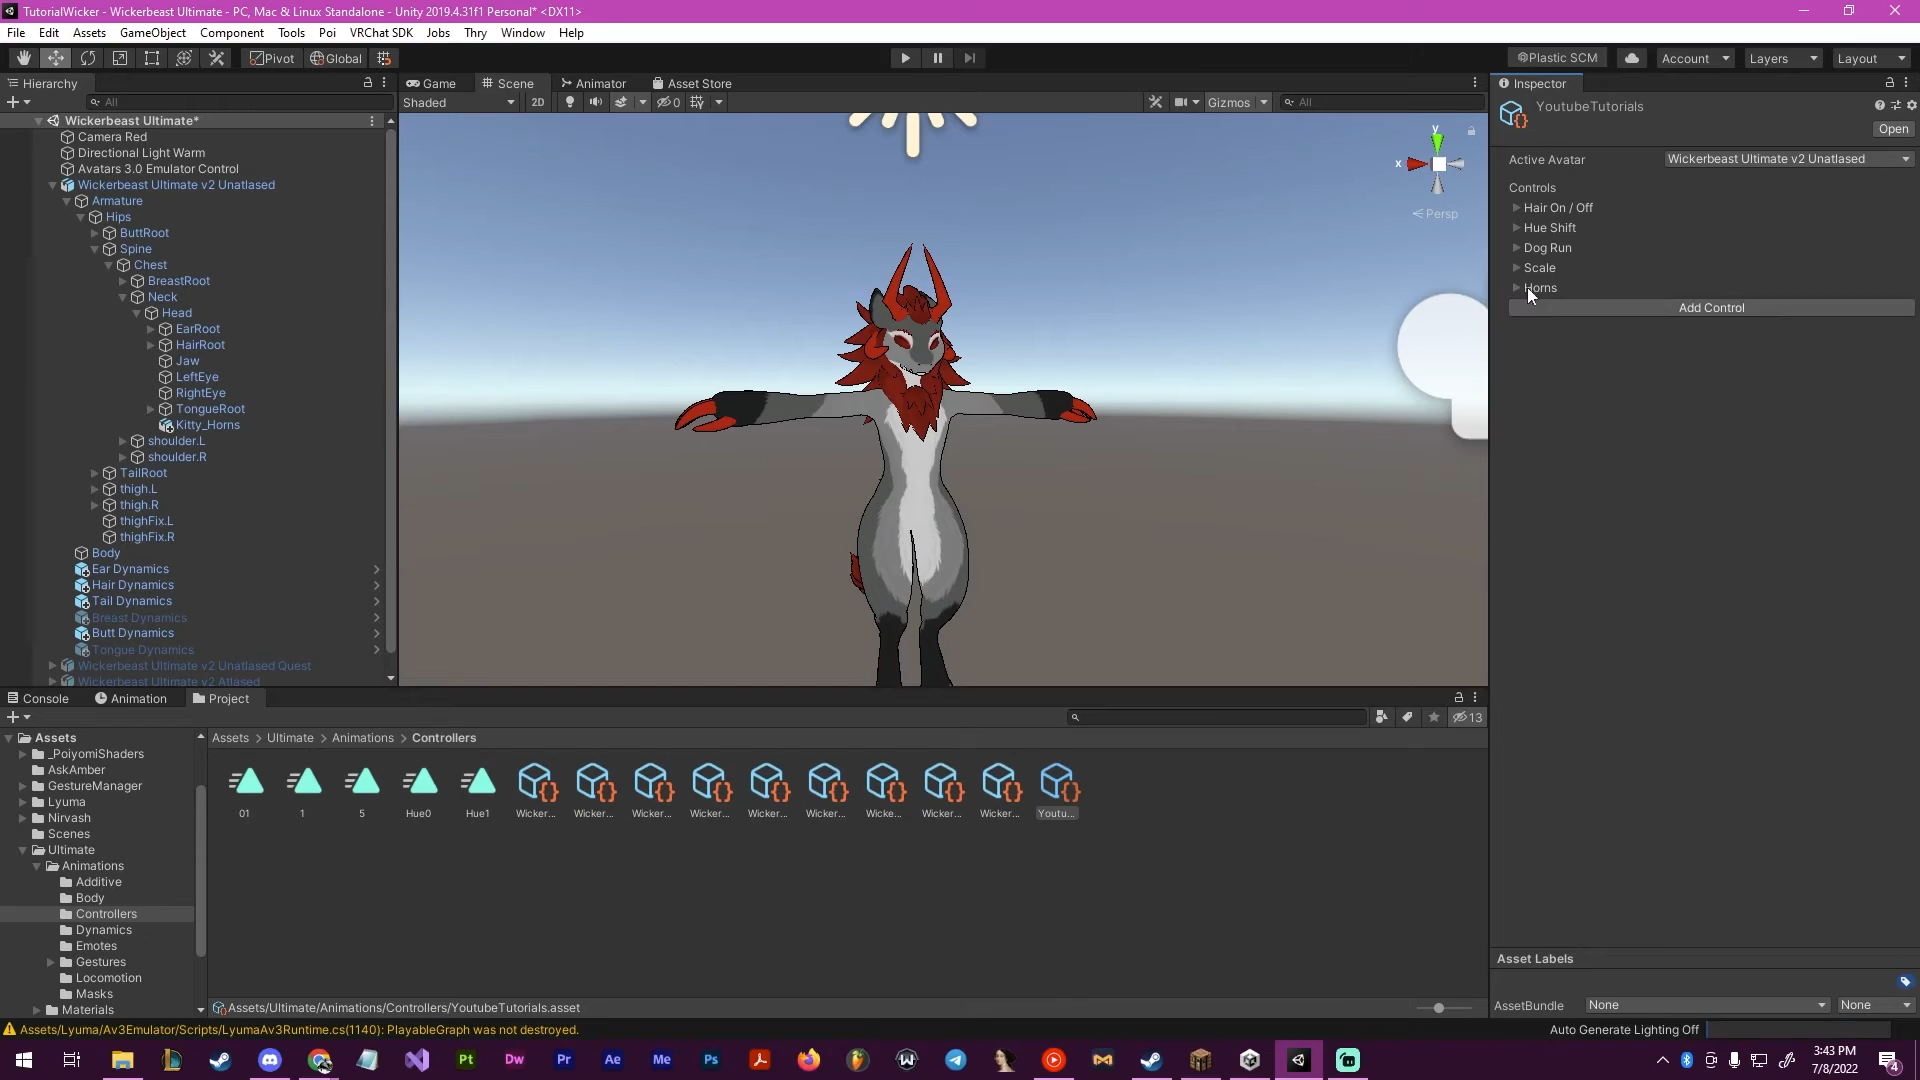 TutorialWicker - Wickerbeast Ultimate - PC, Mac & Linux Standalone - Unity 2019.4.31f1 Personal* <DX11>
File Edit Assets GameObject Component Tools Poi VRChat SDK Jobs Thry Window Help
Pivot Global Plastic SCM Account Layers Layout
Hierarchy
All
Wickerbeast Ultimate*
Camera Red
Directional Light Warm
Avatars 3.0 Emulator Control
Wickerbeast Ultimate v2 Unatlased
Armature
Hips
ButtRoot
Spine
Chest
BreastRoot
Neck
Head
EarRoot
HairRoot
Jaw
LeftEye
RightEye
TongueRoot
Kitty_Horns
shoulder.L
shoulder.R
TailRoot
thigh.L
thigh.R
thighFix.L
thighFix.R
Body
Ear Dynamics
Hair Dynamics
Tail Dynamics
Breast Dynamics
Butt Dynamics
Tongue Dynamics
Wickerbeast Ultimate v2 Unatlased Quest
Wickerbeast Ultimate v2 Atlased
Game Scene Animator Asset Store
Shaded 2D 0 Gizmos All
y
x
Persp
Inspector
YoutubeTutorials
Open
Active Avatar Wickerbeast Ultimate v2 Unatlased
Controls
Hair On / Off
Hue Shift
Dog Run
Scale
Horns
Add Control
Asset Labels
AssetBundle None None
Console Animation Project
13
Assets
_PoiyomiShaders
AskAmber
GestureManager
Lyuma
Nirvash
Scenes
Ultimate
Animations
Additive
Body
Controllers
Dynamics
Emotes
Gestures
Locomotion
Masks
Materials
Assets > Ultimate > Animations > Controllers
01 1 5 Hue0 Hue1 Wicker... Wicker... Wicker... Wicker... Wicker... Wicker... Wicke... Wicker... Wicker... Youtu...
Assets/Ultimate/Animations/Controllers/YoutubeTutorials.asset
Assets/Lyuma/Av3Emulator/Scripts/LyumaAv3Runtime.cs(1140): PlayableGraph was not destroyed.
Auto Generate Lighting Off
Pt Dw Pr Ae Me Ps
3:43 PM
7/8/2022
4